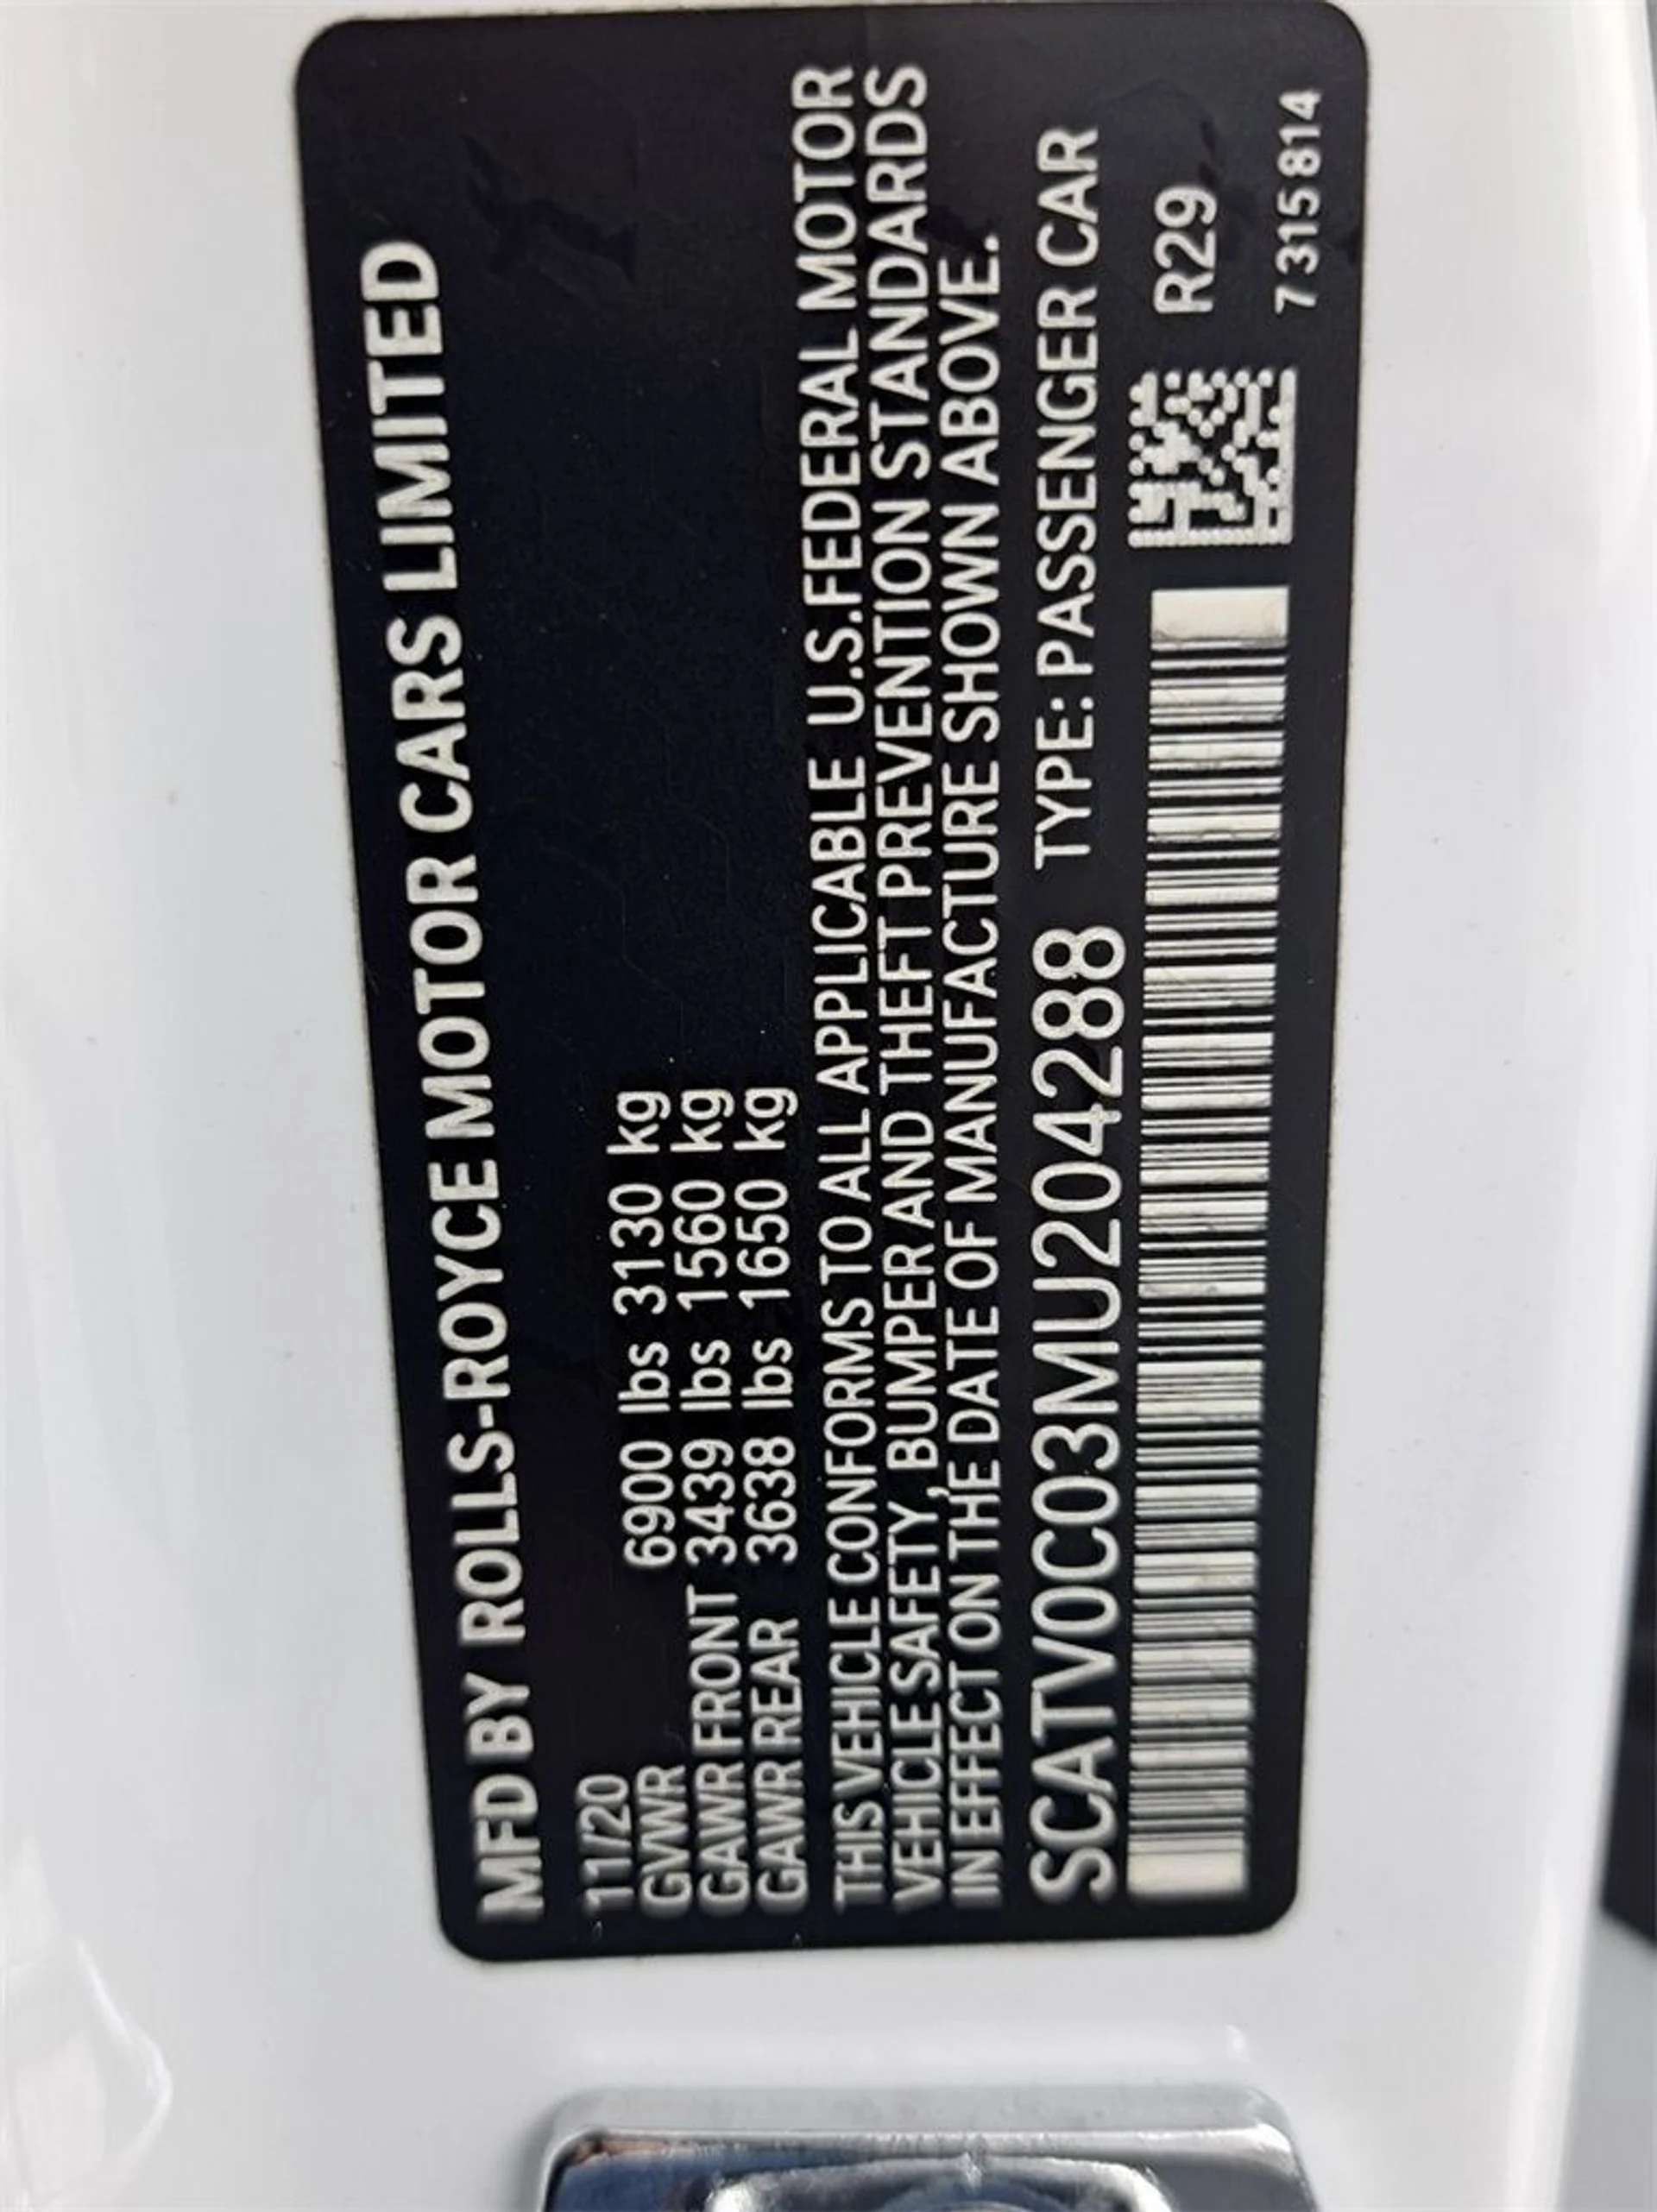 MFD BY ROLLS-ROYCE MOTOR CARS LIMITED
11/20
GVWR 6900 lbs 3130 kg
GAWR FRONT 3439 lbs 1560 kg
GAWR REAR 3638 lbs 1650 kg
THIS VEHICLE CONFORMS TO ALL APPLICABLE U.S.FEDERAL MOTOR
VEHICLE SAFETY, BUMPER AND THEFT PREVENTION STANDARDS
IN EFFECT ON THE DATE OF MANUFACTURE SHOWN ABOVE.
SCATV0C03MU204288 TYPE: PASSENGER CAR
R29
7315814